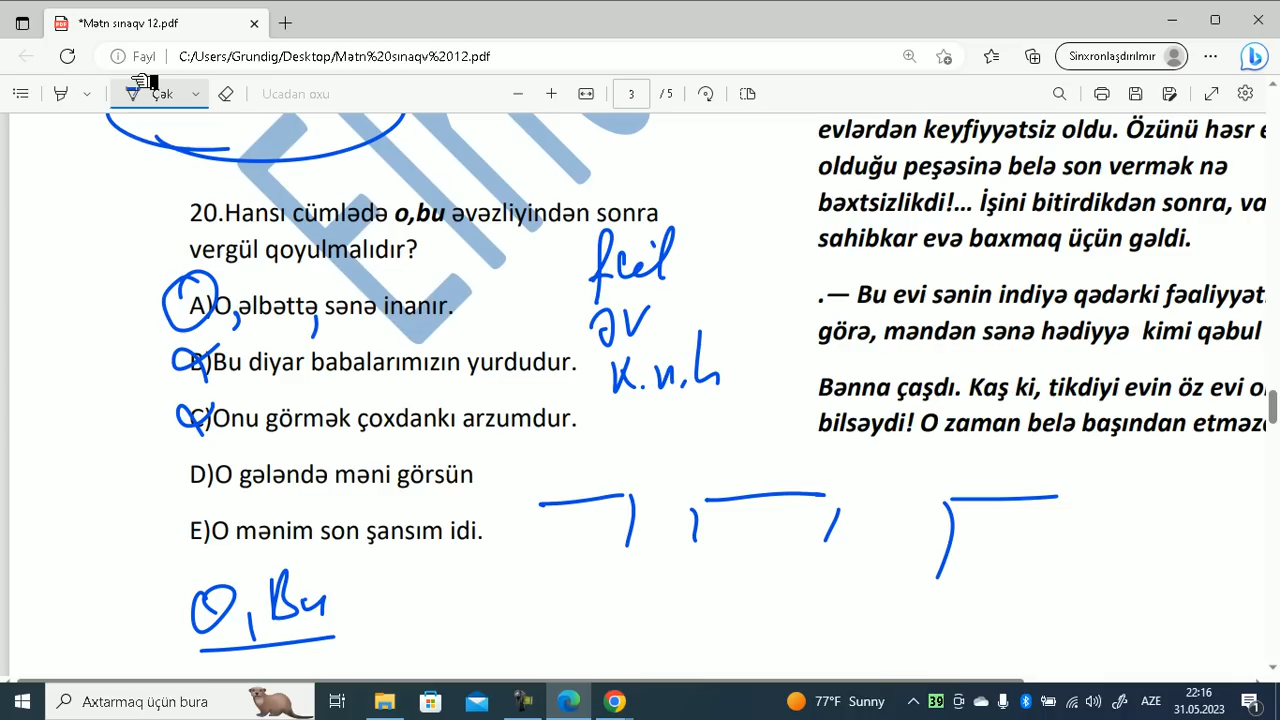 *Mətn sınaqv 12.pdf
Fayl
C:/Users/Grundig/Desktop/Mətn%20sınaqv%2012.pdf
Sinxronlaşdırılmır
Çək
Ucadan oxu
3 / 5
20.Hansı cümlədə o,bu əvəzliyindən sonra
vergül qoyulmalıdır?
A)O,əlbəttə sənə inanır.
B)Bu diyar babalarımızın yurdudur.
C)Onu görmək çoxdankı arzumdur.
D)O gələndə məni görsün
E)O mənim son şansım idi.
O, Bu
feil
əv
K.n.h
evlərdən keyfiyyətsiz oldu. Özünü həsr e
olduğu peşəsinə belə son vermək nə
bəxtsizlikdi!… İşini bitirdikdən sonra, va
sahibkar evə baxmaq üçün gəldi.
.— Bu evi sənin indiyə qədərki fəaliyyət
görə, məndən sənə hədiyyə kimi qəbul
Bənna çaşdı. Kaş ki, tikdiyi evin öz evi o
bilsəydi! O zaman belə başından etməzd
Axtarmaq üçün bura
77°F Sunny
39
AZE
22:16
31.05.2023